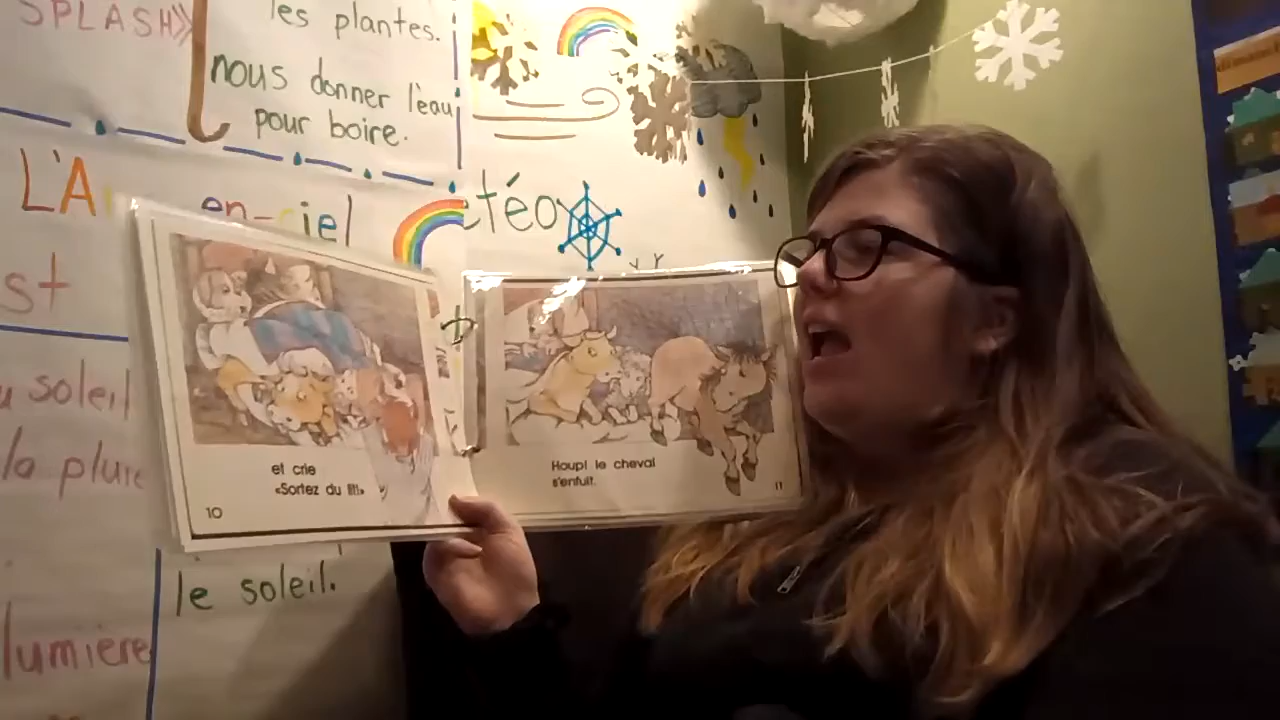 SPLASH»
les plantes.
nous donner l'eau
pour boire.
L'A en-ciel
étéo
st
soleil
la pluie
et crie
«Sortez du lit!»
10
Houp! le cheval
s'enfuit.
11
le soleil.
lumière